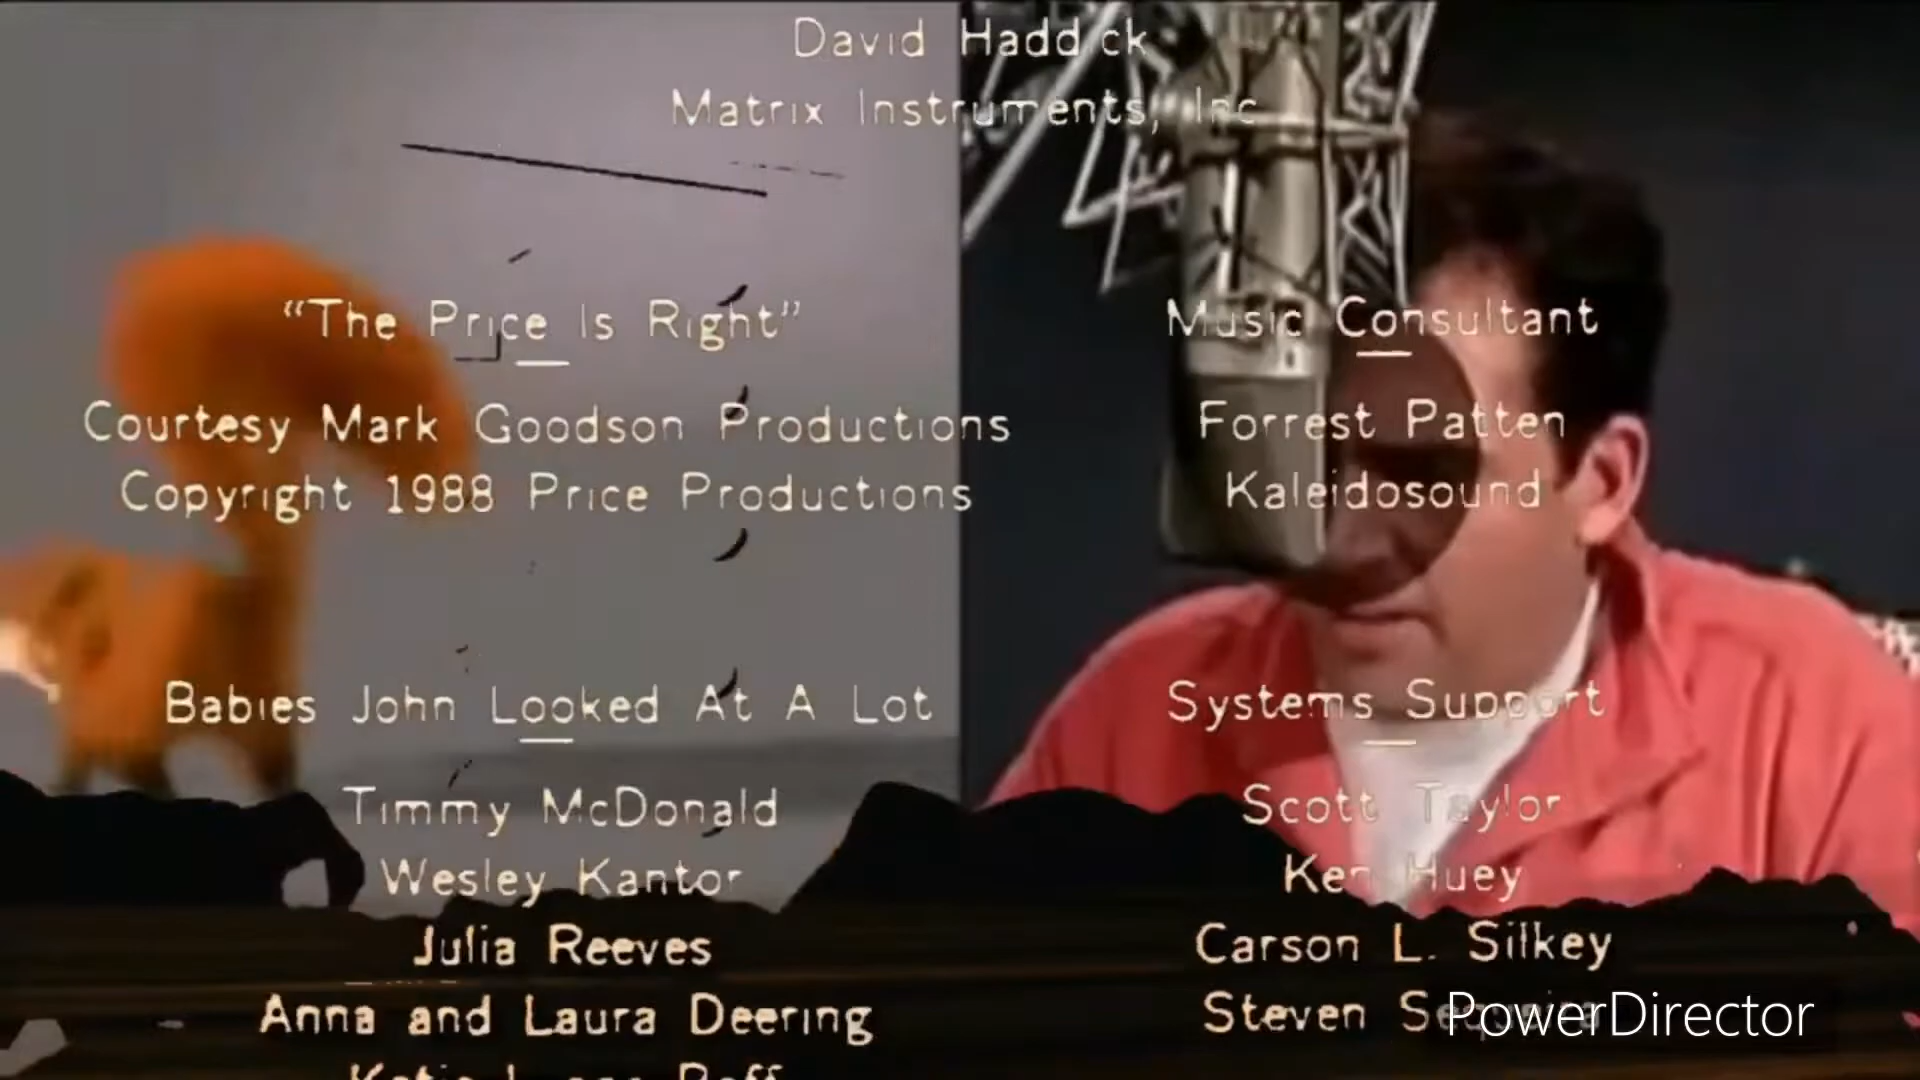 David Haddick
Matrix Instruments, Inc
“The Price Is Right”
Courtesy Mark Goodson Productions
Copyright 1988 Price Productions
Music Consultant
Forrest Patten
Kaleidosound
Babies John Looked At A Lot
Timmy McDonald
Wesley Kantor
Julia Reeves
Anna and Laura Deering
Systems Support
Scott Taylor
Ken Huey
Carson L. Silkey
Steven
PowerDirector